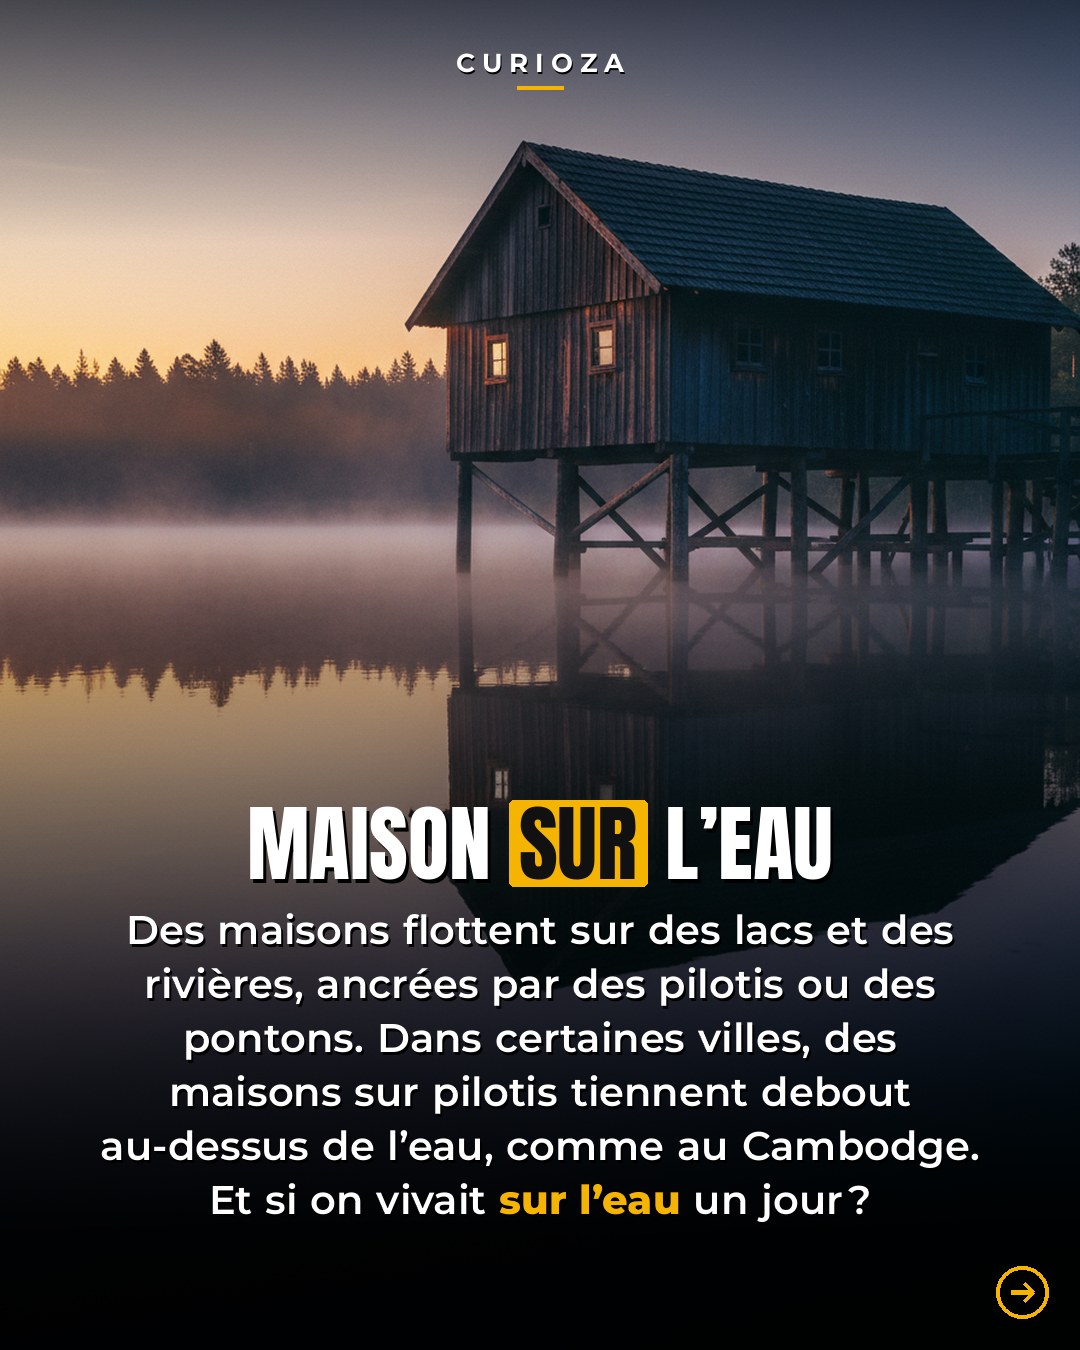 CURIOZA
MAISON SUR L’EAU
Des maisons flottent sur des lacs et des
rivières, ancrées par des pilotis ou des
pontons. Dans certaines villes, des
maisons sur pilotis tiennent debout
au-dessus de l’eau, comme au Cambodge.
Et si on vivait sur l’eau un jour ?